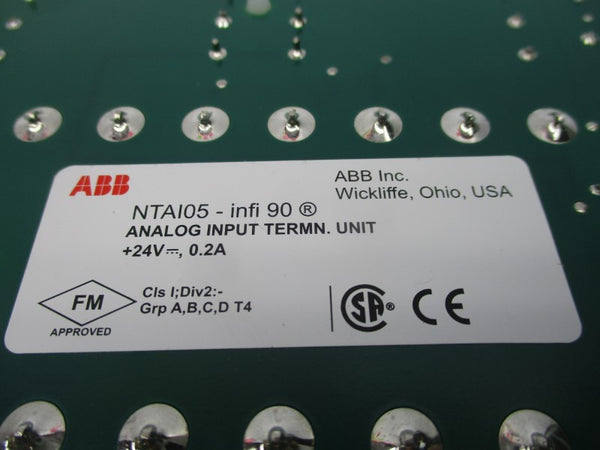 ABB
ABB Inc.
Wickliffe, Ohio, USA
NTAI05 - infi 90 ®
ANALOG INPUT TERMN. UNIT
+24V⎓, 0.2A
FM
APPROVED
Cls I;Div2:-
Grp A,B,C,D T4
CSA®
CE